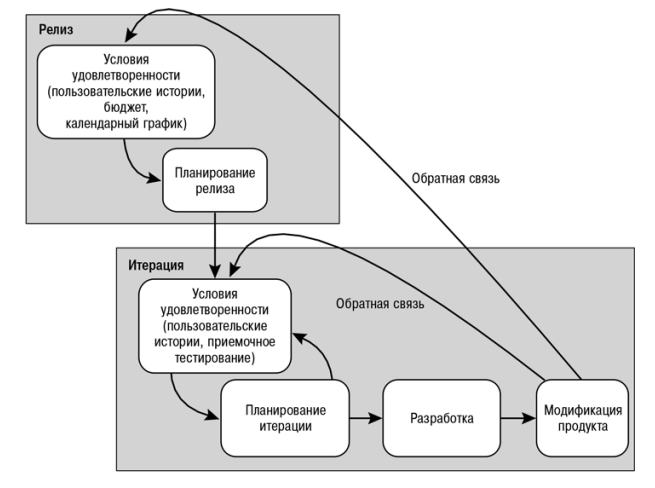 Релиз
Условия
удовлетворенности
(пользовательские истории,
бюджет,
календарный график)
Планирование
релиза
Обратная связь
Итерация
Условия
удовлетворенности
(пользовательские
истории, приемочное
тестирование)
Обратная связь
Планирование
итерации
Разработка
Модификация
продукта